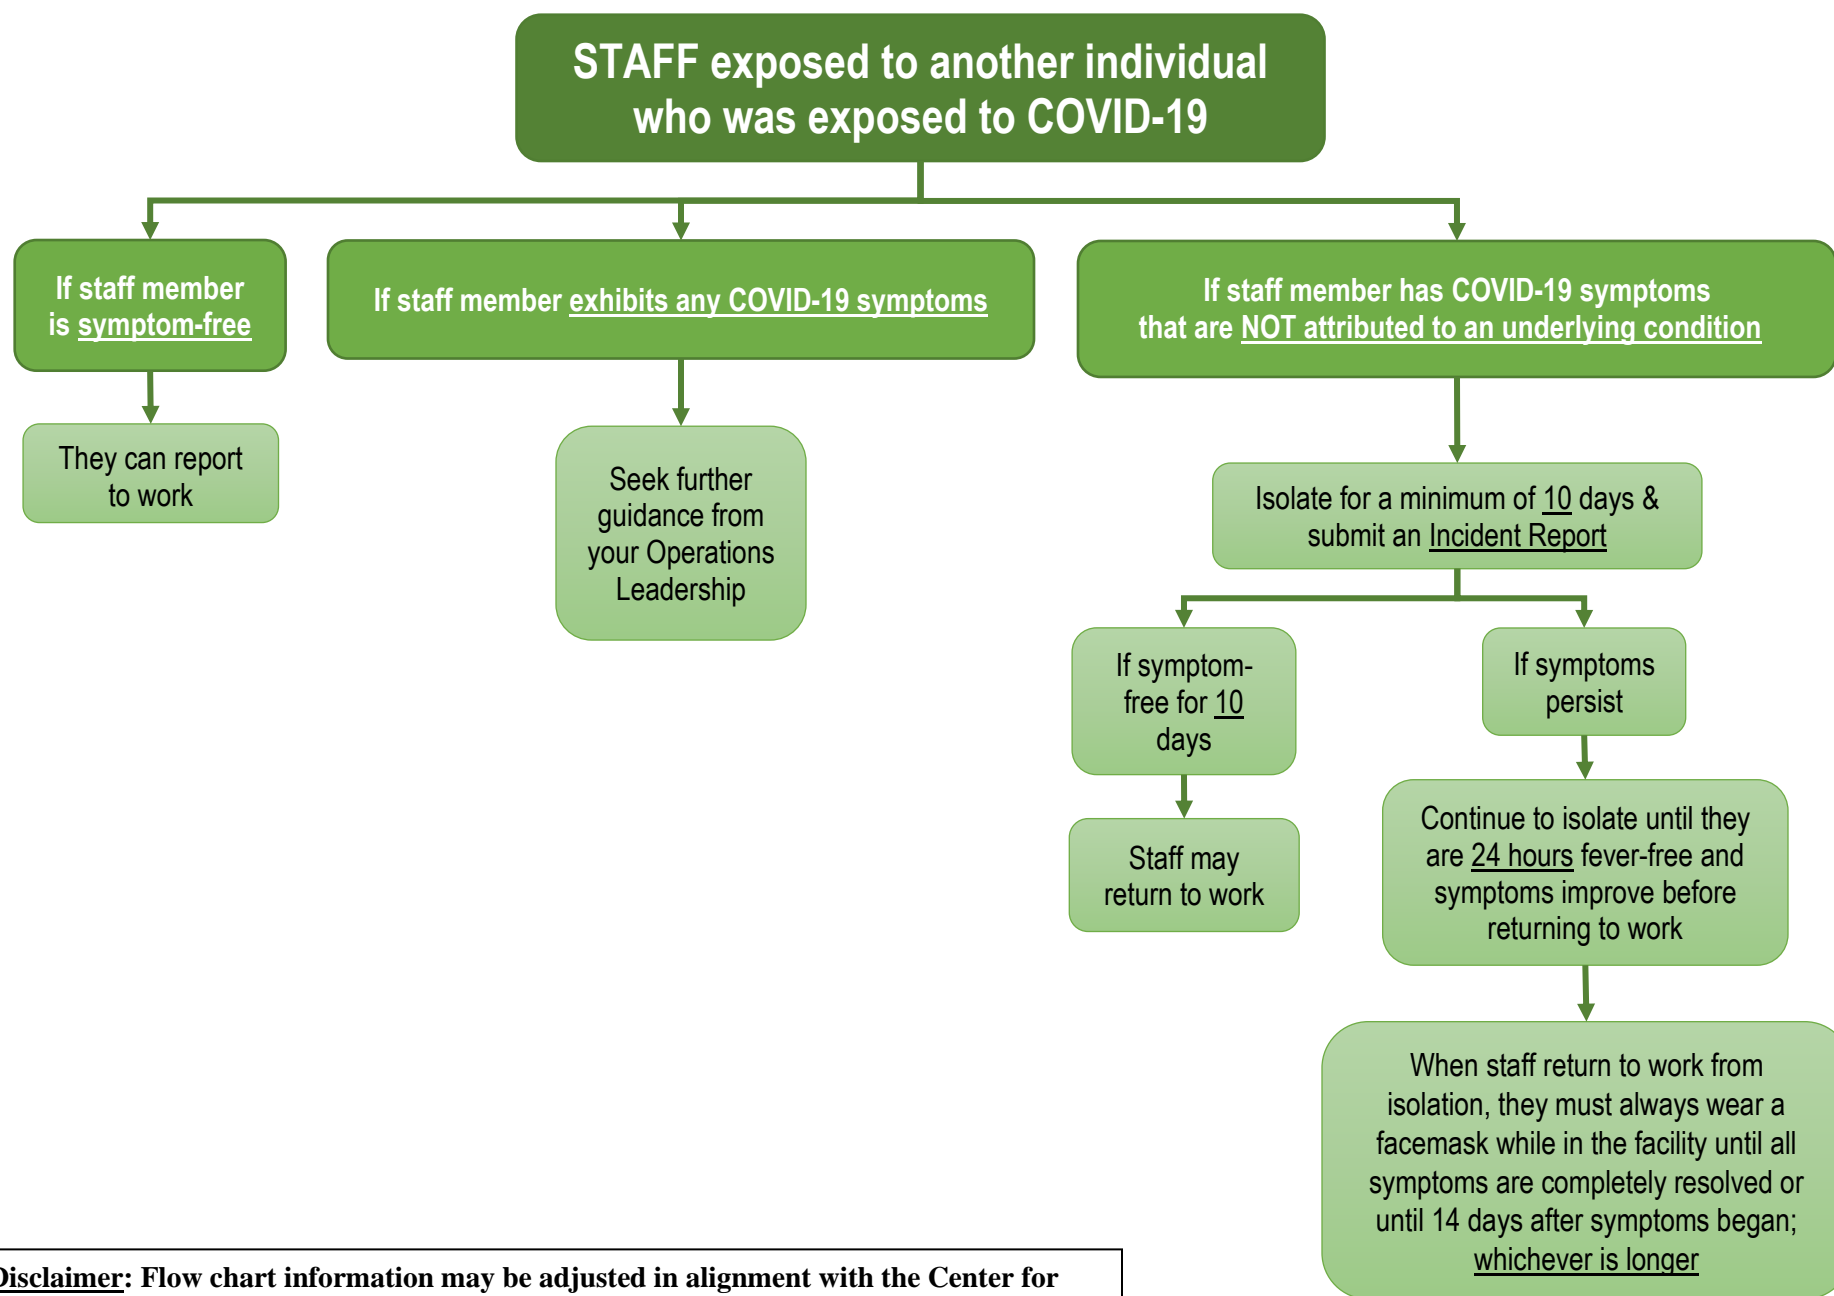 STAFF exposed to another individual
who was exposed to COVID-19
If staff member
is symptom-free
They can report
to work
If staff member exhibits any COVID-19 symptoms
Seek further
guidance from
your Operations
Leadership
If staff member has COVID-19 symptoms
that are NOT attributed to an underlying condition
Isolate for a minimum of 10 days &
submit an Incident Report
If symptom-
free for 10
days
Staff may
return to work
If symptoms
persist
Continue to isolate until they
are 24 hours fever-free and
symptoms improve before
returning to work
When staff return to work from
isolation, they must always wear a
facemask while in the facility until all
symptoms are completely resolved or
until 14 days after symptoms began;
whichever is longer
Disclaimer: Flow chart information may be adjusted in alignment with the Center for